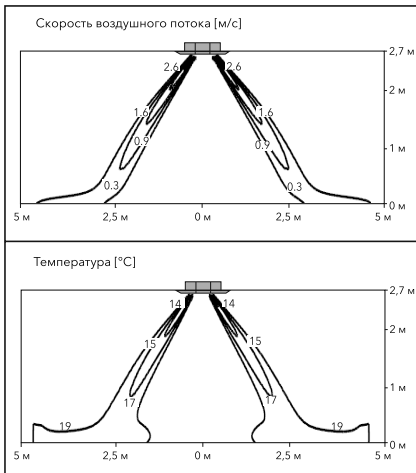 Скорость воздушного потока [м/с]
2,7 м
2.6 2.6
2 м
1.6 1.6
0.9 0.9
1 м
0.3 0.3
0 м
5 м 2,5 м 0 м 2,5 м 5 м
Температура [°C]
2,7 м
14 14
2 м
15 15
1 м
17 17
19 19
0 м
5 м 2,5 м 0 м 2,5 м 5 м